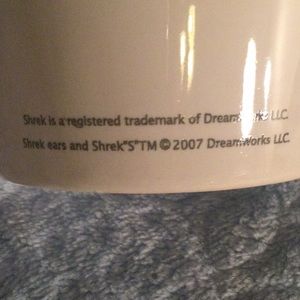 Shrek is a registered trademark of DreamWorks LLC.
Shrek ears and Shrek"S"TM © 2007 DreamWorks LLC.